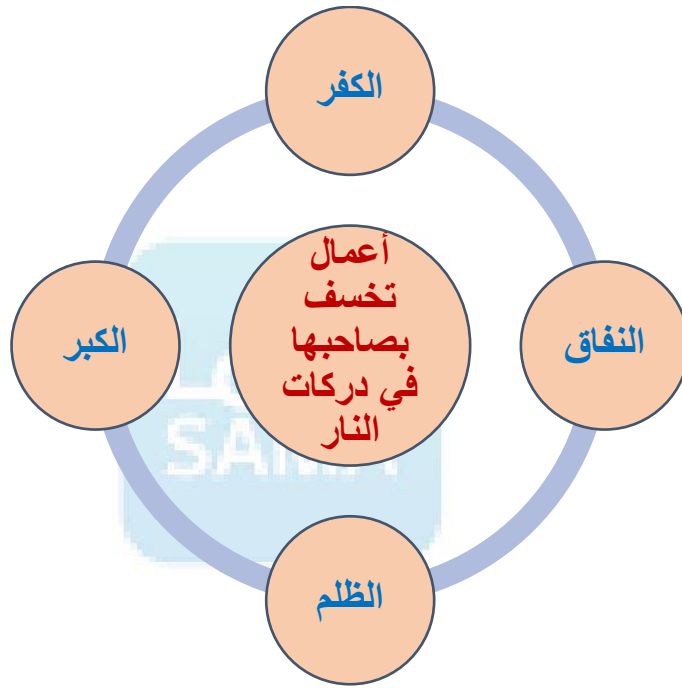 الكفر
أعمال
تخسف
بصاحبها
في دركات
النار
النفاق
الكبر
الظلم